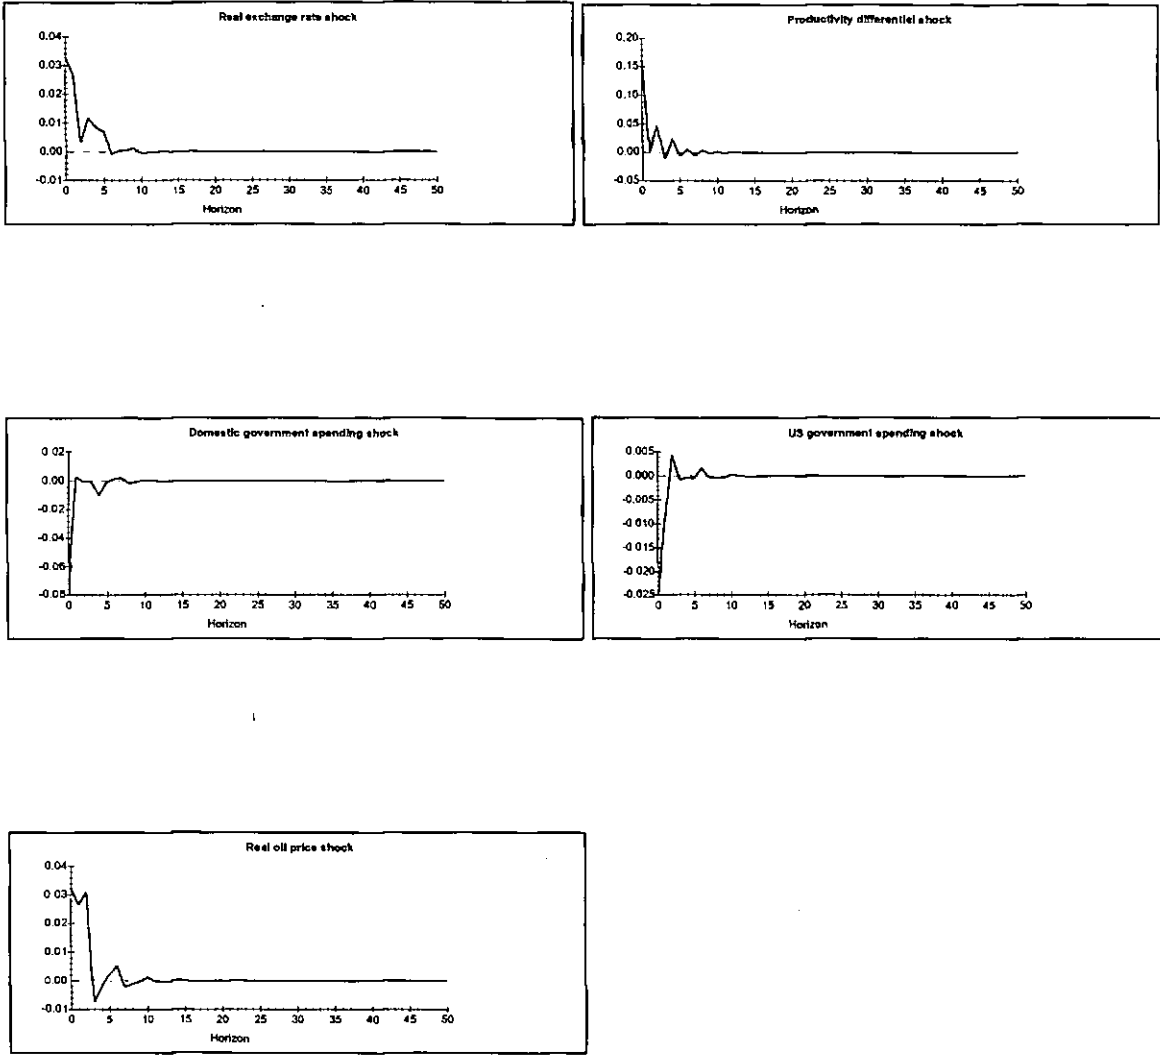 Real exchange rate shock
0.04
0.03
0.02
0.01
0.00
-0.01
0 5 10 15 20 25 30 35 40 45 50
Horizon
Productivity differentiel shock
0.20
0.15
0.10
0.05
0.00
-0.05
0 5 10 15 20 25 30 35 40 45 50
Horizon
Domestic government spending shock
0.02
0.00
-0.02
-0.04
-0.06
-0.08
0 5 10 15 20 25 30 35 40 45 50
Horizon
US government spending shock
0.005
0.000
-0.005
-0.010
-0.015
-0.020
-0.025
0 5 10 15 20 25 30 35 40 45 50
Horizon
Real oil price shock
0.04
0.03
0.02
0.01
0.00
-0.01
0 5 10 15 20 25 30 35 40 45 50
Horizon